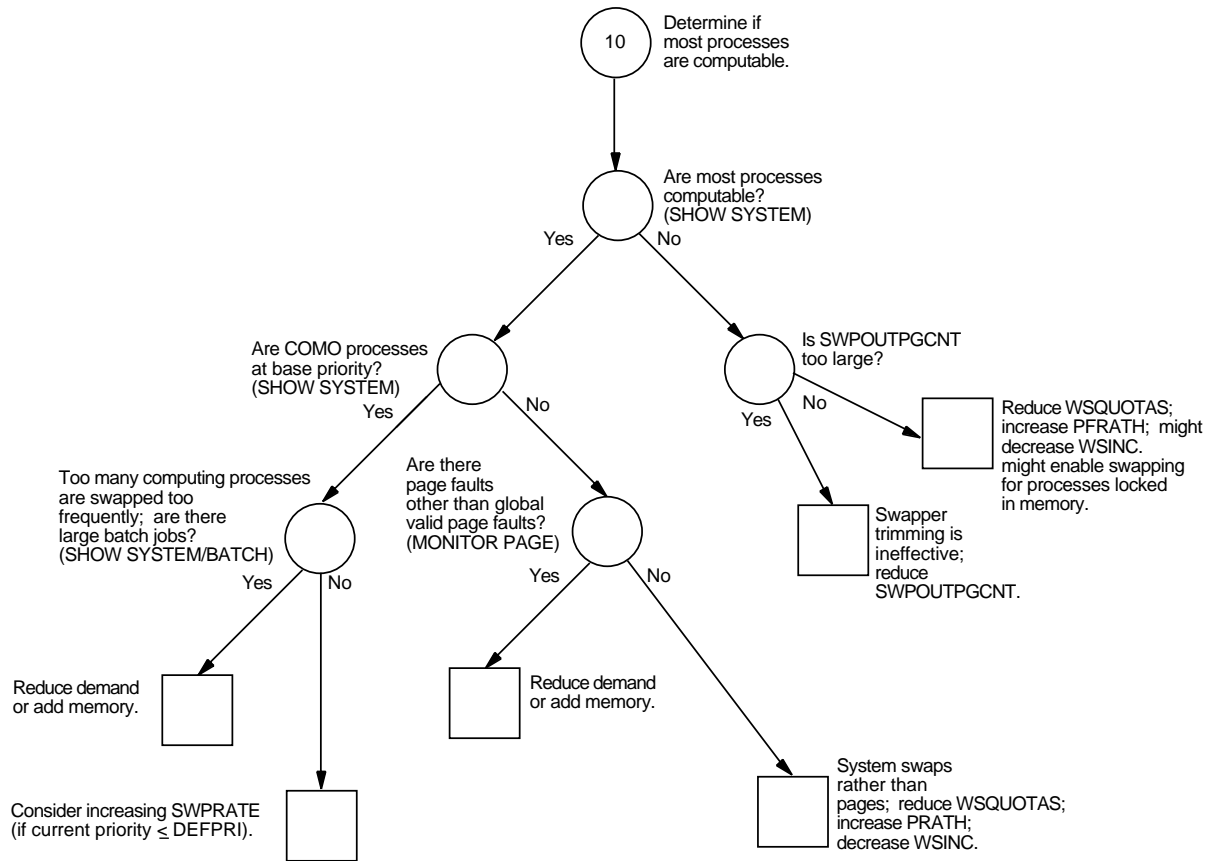 10
Determine if
most processes
are computable.
Are most processes
computable?
(SHOW SYSTEM)
Yes
No
Are COMO processes
at base priority?
(SHOW SYSTEM)
Yes
No
Is SWPOUTPGCNT
too large?
Yes
No
Reduce WSQUOTAS;
increase PFRATH; might
decrease WSINC.
might enable swapping
for processes locked
in memory.
Too many computing processes
are swapped too
frequently; are there
large batch jobs?
(SHOW SYSTEM/BATCH)
Yes
No
Are there
page faults
other than global
valid page faults?
(MONITOR PAGE)
Yes
No
Swapper
trimming is
ineffective;
reduce
SWPOUTPGCNT.
Reduce demand
or add memory.
Reduce demand
or add memory.
Consider increasing SWPRATE
(if current priority ≤ DEFPRI).
System swaps
rather than
pages; reduce WSQUOTAS;
increase PRATH;
decrease WSINC.